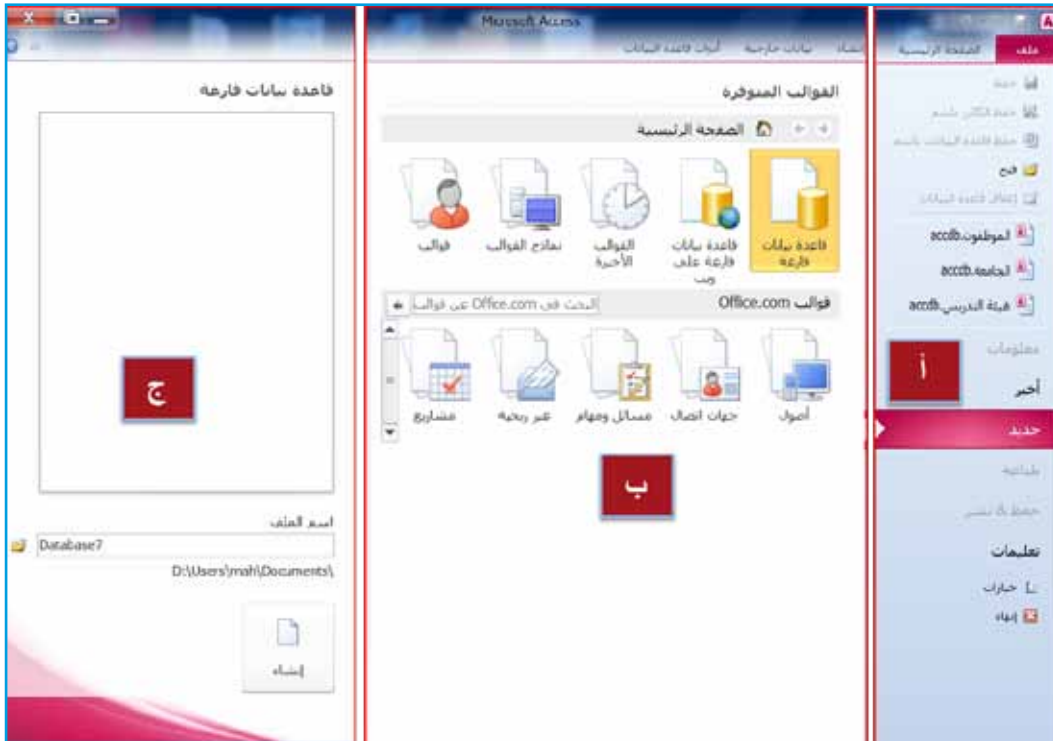 Microsoft Access
ملف
الصفحة الرئيسية
إنشاء
بيانات خارجية
أدوات قاعدة البيانات
حفظ
حفظ الكائن باسم
حفظ قاعدة البيانات باسم
فتح
إغلاق قاعدة البيانات
الموظفون.accdb
الجامعة.accdb
هيئة التدريس.accdb
معلومات
أ
أخير
جديد
طباعة
حفظ & نشر
تعليمات
خيارات
إنهاء
القوالب المتوفرة
الصفحة الرئيسية
قاعدة بيانات فارغة
قاعدة بيانات فارغة على ويب
القوالب الأخيرة
نماذج القوالب
قوالب
قوالب Office.com
البحث في Office.com عن قوالب
أصول
جهات اتصال
مسائل ومهام
غير ربحية
مشاريع
ب
قاعدة بيانات فارغة
ج
اسم الملف
Database7
D:\Users\mah\Documents\
إنشاء